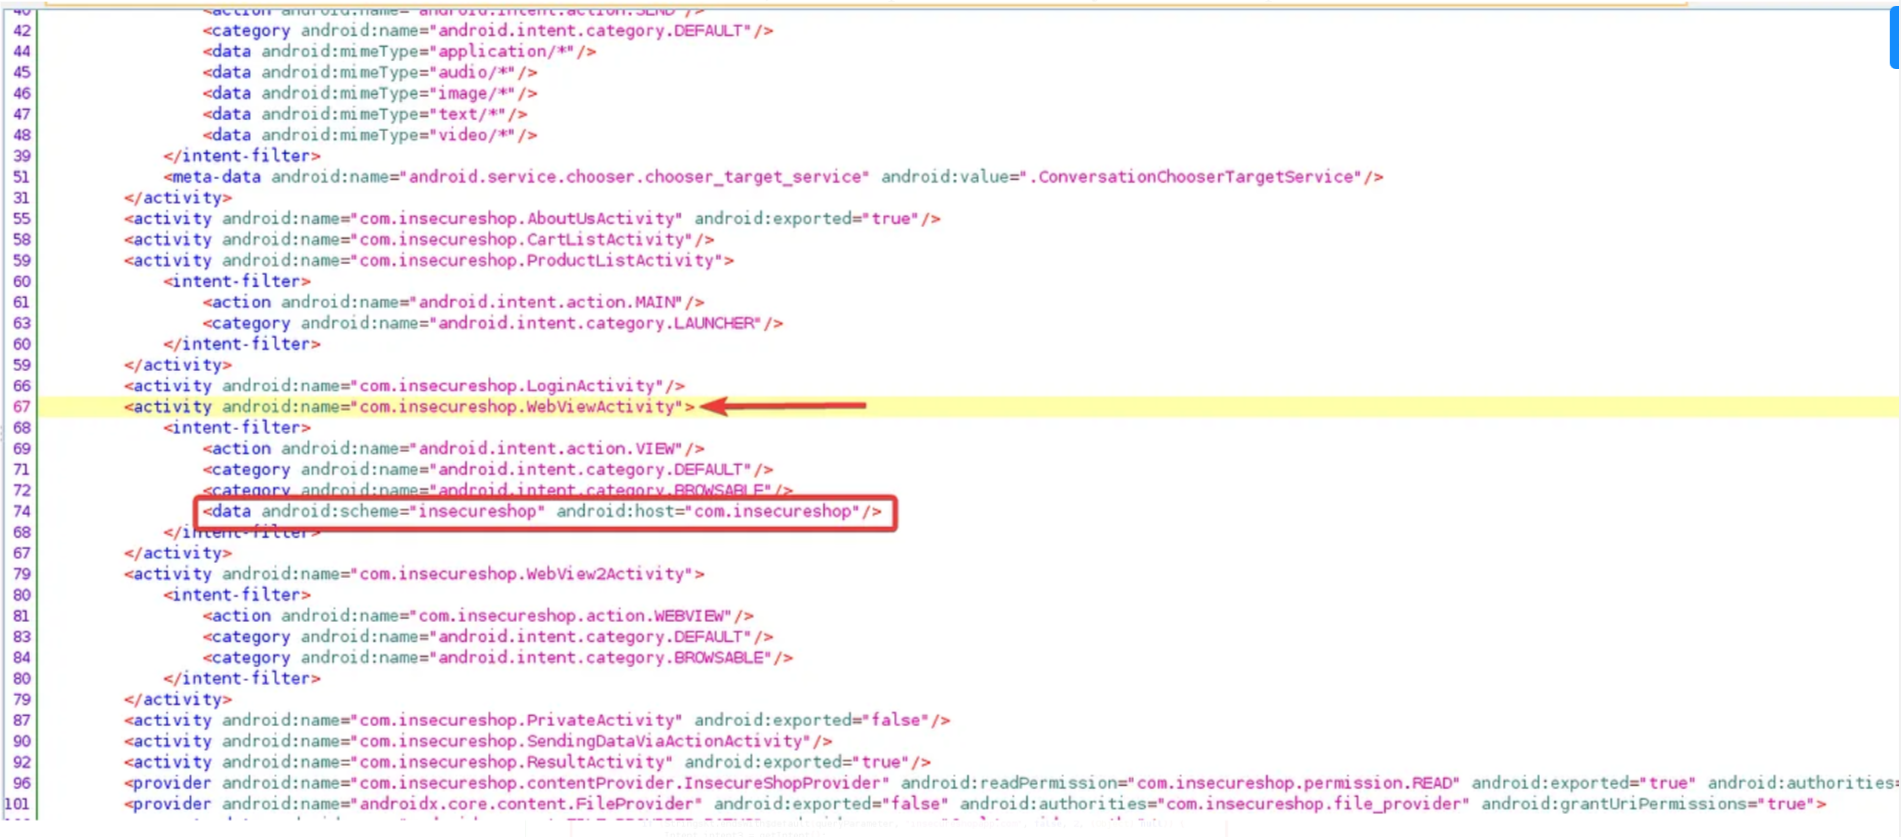 40 <action android:name="android.intent.action.SEND"/>
42 <category android:name="android.intent.category.DEFAULT"/>
44 <data android:mimeType="application/*"/>
45 <data android:mimeType="audio/*"/>
46 <data android:mimeType="image/*"/>
47 <data android:mimeType="text/*"/>
48 <data android:mimeType="video/*"/>
39 </intent-filter>
51 <meta-data android:name="android.service.chooser.chooser_target_service" android:value=".ConversationChooserTargetService"/>
31 </activity>
55 <activity android:name="com.insecureshop.AboutUsActivity" android:exported="true"/>
58 <activity android:name="com.insecureshop.CartListActivity"/>
59 <activity android:name="com.insecureshop.ProductListActivity">
60 <intent-filter>
61 <action android:name="android.intent.action.MAIN"/>
63 <category android:name="android.intent.category.LAUNCHER"/>
60 </intent-filter>
59 </activity>
66 <activity android:name="com.insecureshop.LoginActivity"/>
67 <activity android:name="com.insecureshop.WebViewActivity">
68 <intent-filter>
69 <action android:name="android.intent.action.VIEW"/>
71 <category android:name="android.intent.category.DEFAULT"/>
72 <category android:name="android.intent.category.BROWSABLE"/>
74 <data android:scheme="insecureshop" android:host="com.insecureshop"/>
68 </intent-filter>
67 </activity>
79 <activity android:name="com.insecureshop.WebView2Activity">
80 <intent-filter>
81 <action android:name="com.insecureshop.action.WEBVIEW"/>
83 <category android:name="android.intent.category.DEFAULT"/>
84 <category android:name="android.intent.category.BROWSABLE"/>
80 </intent-filter>
79 </activity>
87 <activity android:name="com.insecureshop.PrivateActivity" android:exported="false"/>
90 <activity android:name="com.insecureshop.SendingDataViaActionActivity"/>
92 <activity android:name="com.insecureshop.ResultActivity" android:exported="true"/>
96 <provider android:name="com.insecureshop.contentProvider.InsecureShopProvider" android:readPermission="com.insecureshop.permission.READ" android:exported="true" android:authorities=
101 <provider android:name="androidx.core.content.FileProvider" android:exported="false" android:authorities="com.insecureshop.file_provider" android:grantUriPermissions="true">